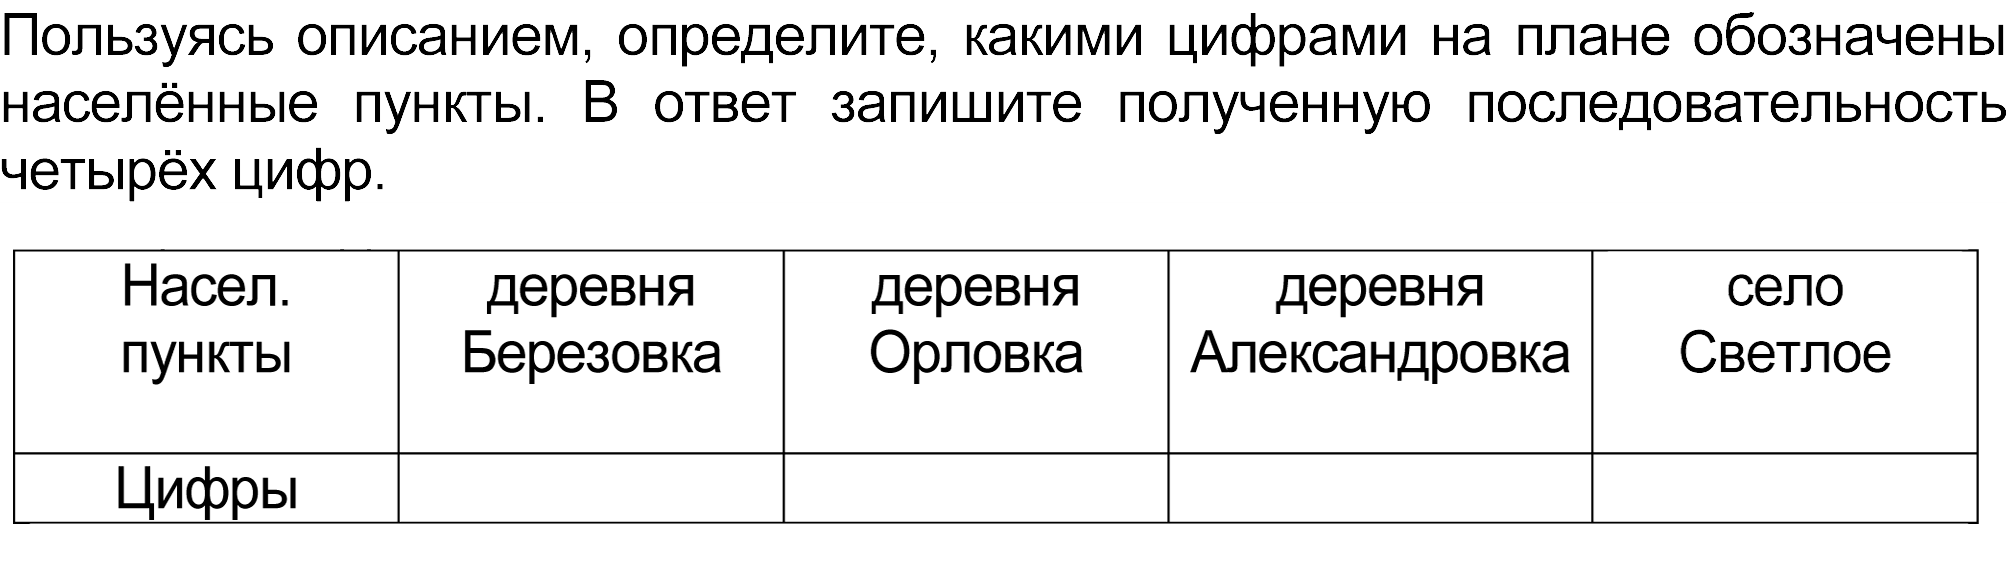 Пользуясь описанием, определите, какими цифрами на плане обозначены
населённые пункты. В ответ запишите полученную последовательность
четырёх цифр.
Насел. пункты
деревня Березовка
деревня Орловка
деревня Александровка
село Светлое
Цифры